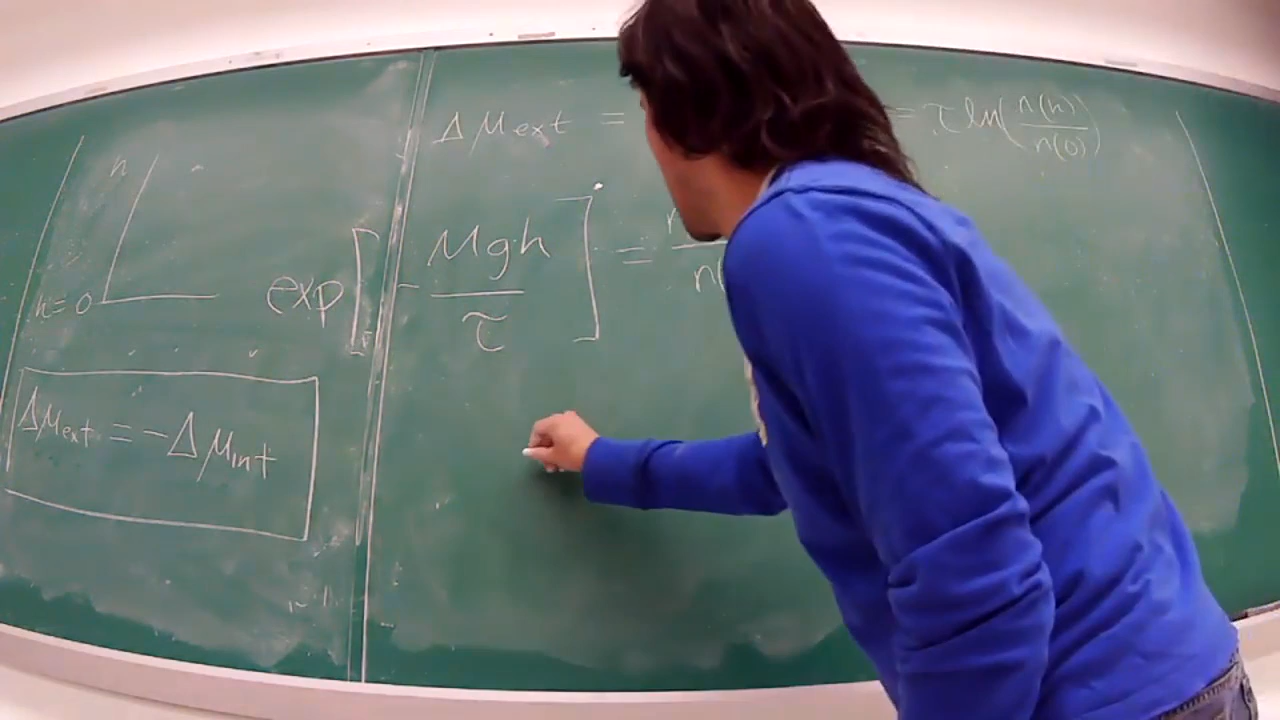 Δμext =
= τ ln(n(h)/n(0))
n
h=0
exp[-Mgh/τ] =
Δμext = -Δμint